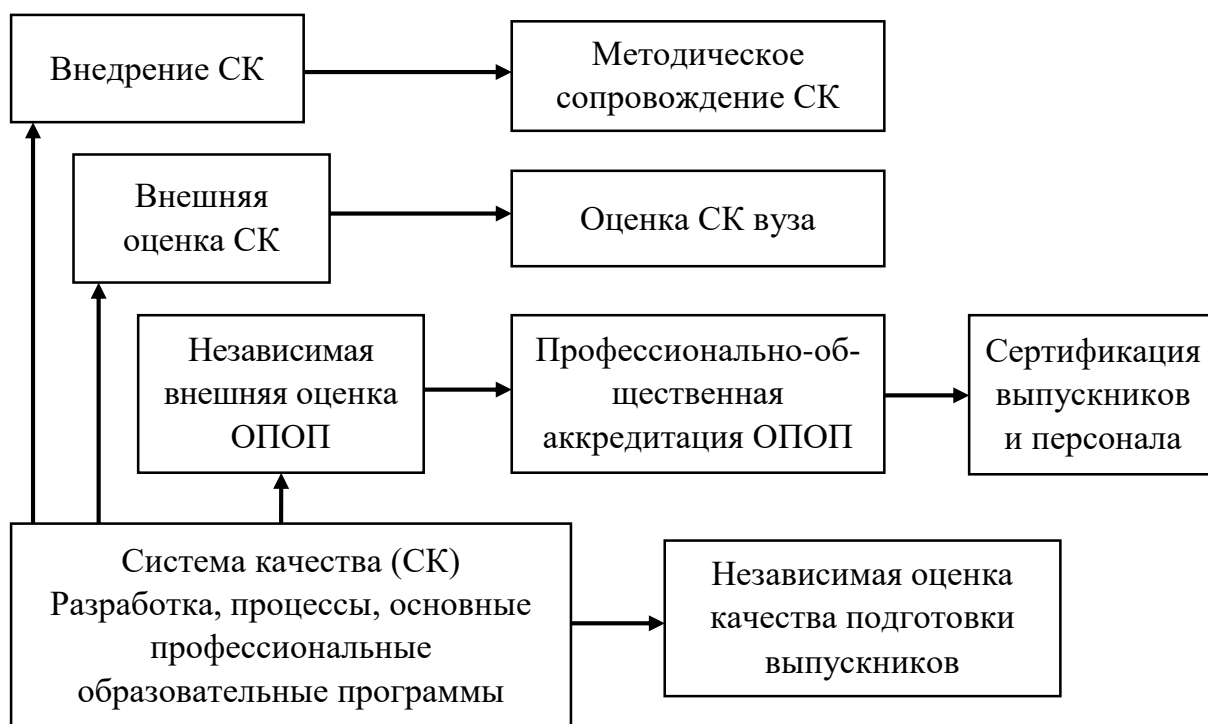 Внедрение СК
Методическое
сопровождение СК
Внешняя
оценка СК
Оценка СК вуза
Независимая
внешняя оценка
ОПОП
Профессионально-об-
щественная
аккредитация ОПОП
Сертификация
выпускников
и персонала
Система качества (СК)
Разработка, процессы, основные
профессиональные
образовательные программы
Независимая оценка
качества подготовки
выпускников